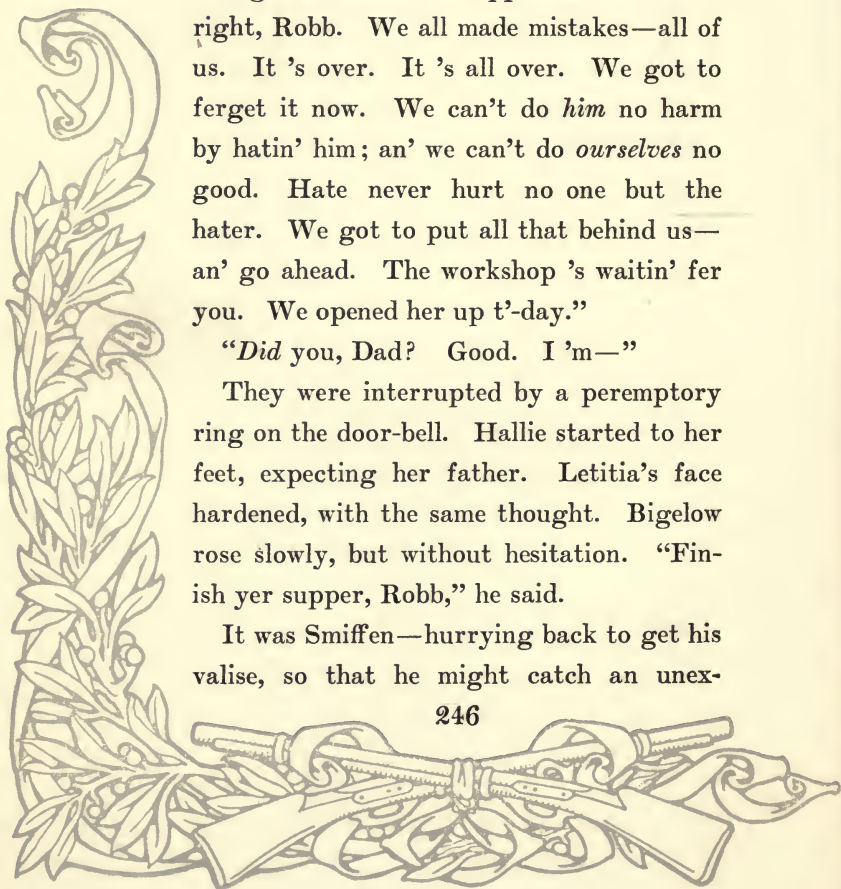 right, Robb. We all made mistakes—all of
us. It 's over. It 's all over. We got to
ferget it now. We can't do him no harm
by hatin' him; an' we can't do ourselves no
good. Hate never hurt no one but the
hater. We got to put all that behind us—
an' go ahead. The workshop 's waitin' fer
you. We opened her up t'-day."
"Did you, Dad? Good. I 'm—"
They were interrupted by a peremptory
ring on the door-bell. Hallie started to her
feet, expecting her father. Letitia's face
hardened, with the same thought. Bigelow
rose slowly, but without hesitation. "Fin-
ish yer supper, Robb," he said.
It was Smiffen—hurrying back to get his
valise, so that he might catch an unex-
246